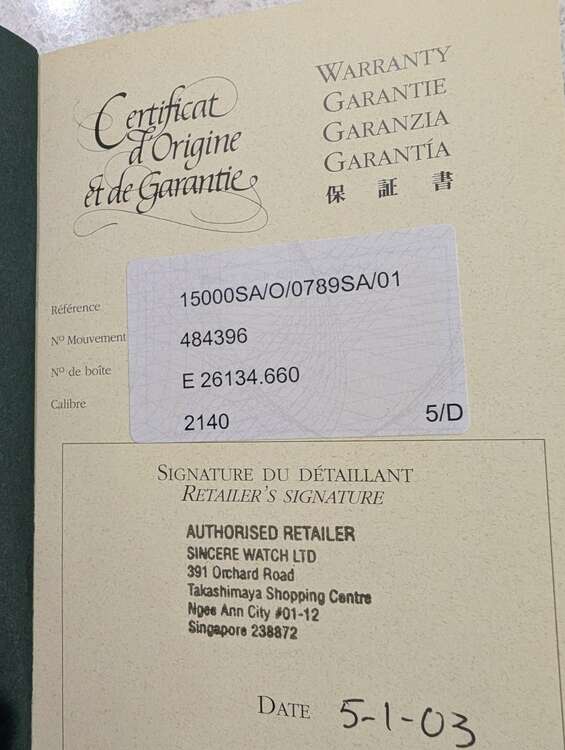 Certificat
d'Origine
et de Garantie
WARRANTY
GARANTIE
GARANZIA
GARANTÍA
保証書
Référence 15000SA/O/0789SA/01
Nº Mouvement 484396
Nº de boîte E 26134.660
Calibre 2140 5/D
SIGNATURE DU DÉTAILLANT
RETAILER'S SIGNATURE
AUTHORISED RETAILER
SINCERE WATCH LTD
391 Orchard Road
Takashimaya Shopping Centre
Ngee Ann City #01-12
Singapore 238872
DATE 5-1-03